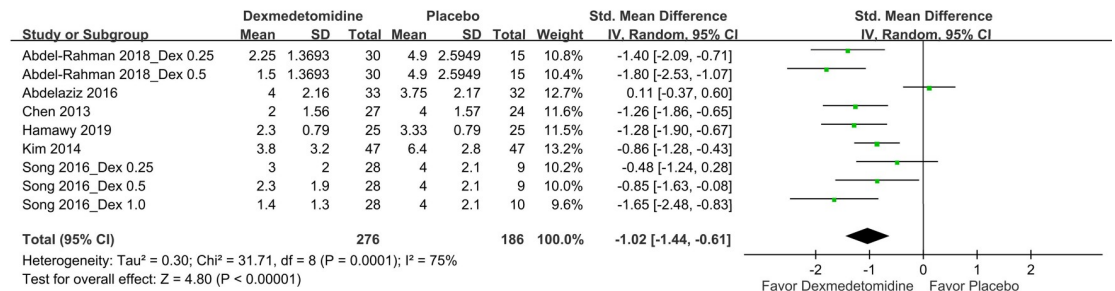 Dexmedetomidine Placebo Std. Mean Difference Std. Mean Difference
Study or Subgroup Mean SD Total Mean SD Total Weight IV, Random, 95% CI IV, Random, 95% CI
Abdel-Rahman 2018_Dex 0.25 2.25 1.3693 30 4.9 2.5949 15 10.8% -1.40 [-2.09, -0.71]
Abdel-Rahman 2018_Dex 0.5 1.5 1.3693 30 4.9 2.5949 15 10.4% -1.80 [-2.53, -1.07]
Abdelaziz 2016 4 2.16 33 3.75 2.17 32 12.7% 0.11 [-0.37, 0.60]
Chen 2013 2 1.56 27 4 1.57 24 11.6% -1.26 [-1.86, -0.65]
Hamawy 2019 2.3 0.79 25 3.33 0.79 25 11.5% -1.28 [-1.90, -0.67]
Kim 2014 3.8 3.2 47 6.4 2.8 47 13.2% -0.86 [-1.28, -0.43]
Song 2016_Dex 0.25 3 2 28 4 2.1 9 10.2% -0.48 [-1.24, 0.28]
Song 2016_Dex 0.5 2.3 1.9 28 4 2.1 9 10.0% -0.85 [-1.63, -0.08]
Song 2016_Dex 1.0 1.4 1.3 28 4 2.1 10 9.6% -1.65 [-2.48, -0.83]
Total (95% CI) 276 186 100.0% -1.02 [-1.44, -0.61]
Heterogeneity: Tau² = 0.30; Chi² = 31.71, df = 8 (P = 0.0001); I² = 75%
Test for overall effect: Z = 4.80 (P < 0.00001)
-2 -1 0 1 2
Favor Dexmedetomidine Favor Placebo